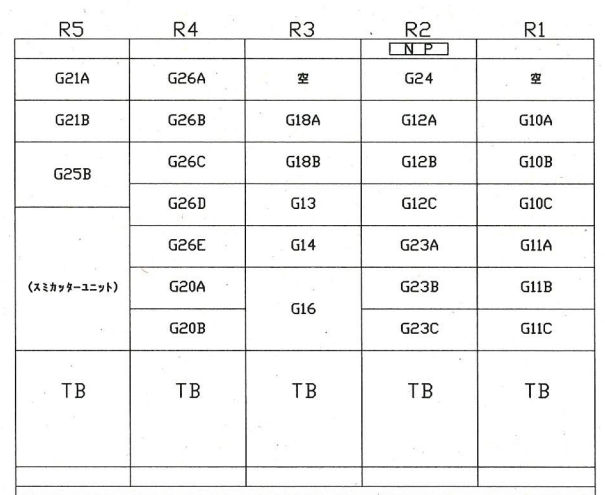 R5 R4 R3 R2 R1
N P
G21A G26A 空 G24 空
G21B G26B G18A G12A G10A
G25B G26C G18B G12B G10B
G26D G13 G12C G10C
G26E G14 G23A G11A
(スミカッターユニット) G20A G16 G23B G11B
G20B G23C G11C
TB TB TB TB TB